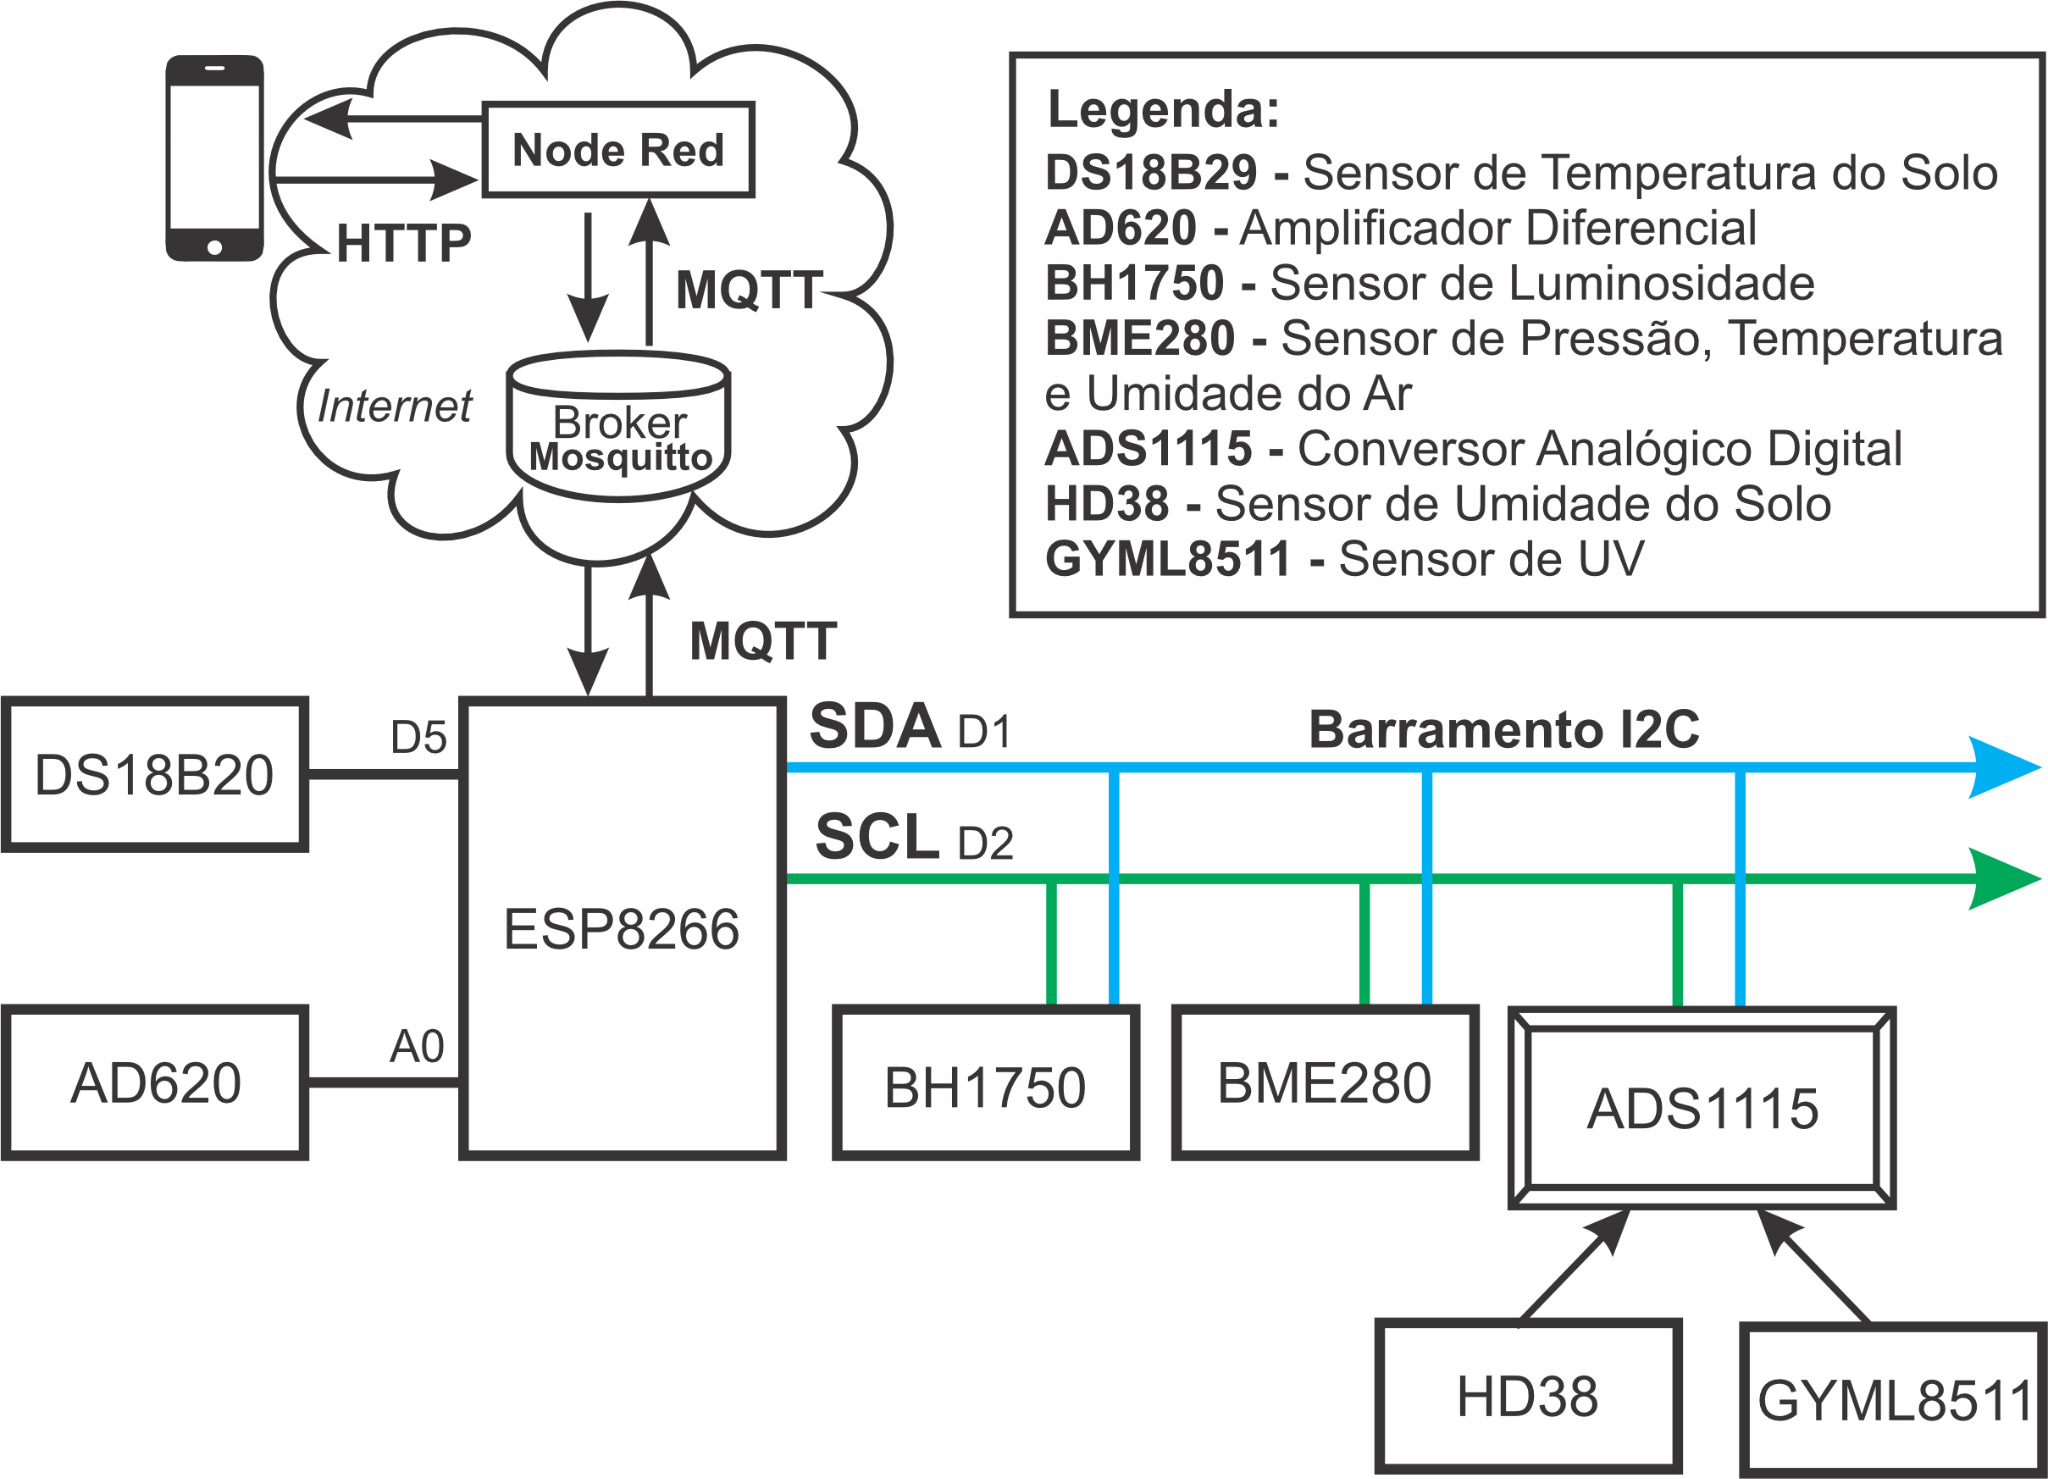 Node Red
HTTP
MQTT
Internet
Broker
Mosquitto
MQTT
Legenda:
DS18B29 - Sensor de Temperatura do Solo
AD620 - Amplificador Diferencial
BH1750 - Sensor de Luminosidade
BME280 - Sensor de Pressão, Temperatura
e Umidade do Ar
ADS1115 - Conversor Analógico Digital
HD38 - Sensor de Umidade do Solo
GYML8511 - Sensor de UV
DS18B20
D5
AD620
A0
ESP8266
SDA D1
Barramento I2C
SCL D2
BH1750
BME280
ADS1115
HD38
GYML8511